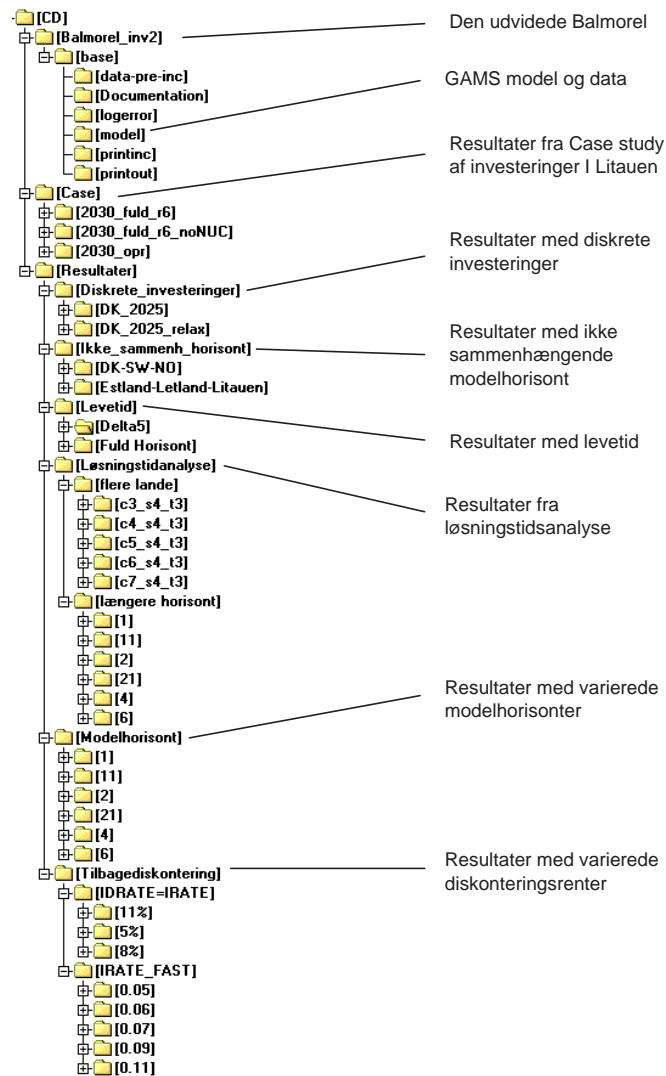 [CD]
[Balmorel_inv2]
[base]
[data-pre-inc]
[Documentation]
[logerror]
[model]
[printinc]
[printout]
[Case]
[2030_fuld_r6]
[2030_fuld_r6_noNUC]
[2030_opr]
[Resultater]
[Diskrete_investeringer]
[DK_2025]
[DK_2025_relax]
[Ikke_sammenh_horisont]
[DK-SW-NO]
[Estland-Letland-Litauen]
[Levetid]
[Delta5]
[Fuld Horisont]
[Løsningstidanalyse]
[flere lande]
[c3_s4_t3]
[c4_s4_t3]
[c5_s4_t3]
[c6_s4_t3]
[c7_s4_t3]
[længere horisont]
[1]
[11]
[2]
[21]
[4]
[6]
[Modelhorisont]
[1]
[11]
[2]
[21]
[4]
[6]
[Tilbagediskontering]
[IDRATE=IRATE]
[11%]
[5%]
[8%]
[IRATE_FAST]
[0.05]
[0.06]
[0.07]
[0.09]
[0.11]
Den udvidede Balmorel
GAMS model og data
Resultater fra Case study
af investeringer I Litauen
Resultater med diskrete
investeringer
Resultater med ikke
sammenhængende
modelhorisont
Resultater med levetid
Resultater fra
løsningstidsanalyse
Resultater med varierede
modelhorisonter
Resultater med varierede
diskonteringsrenter